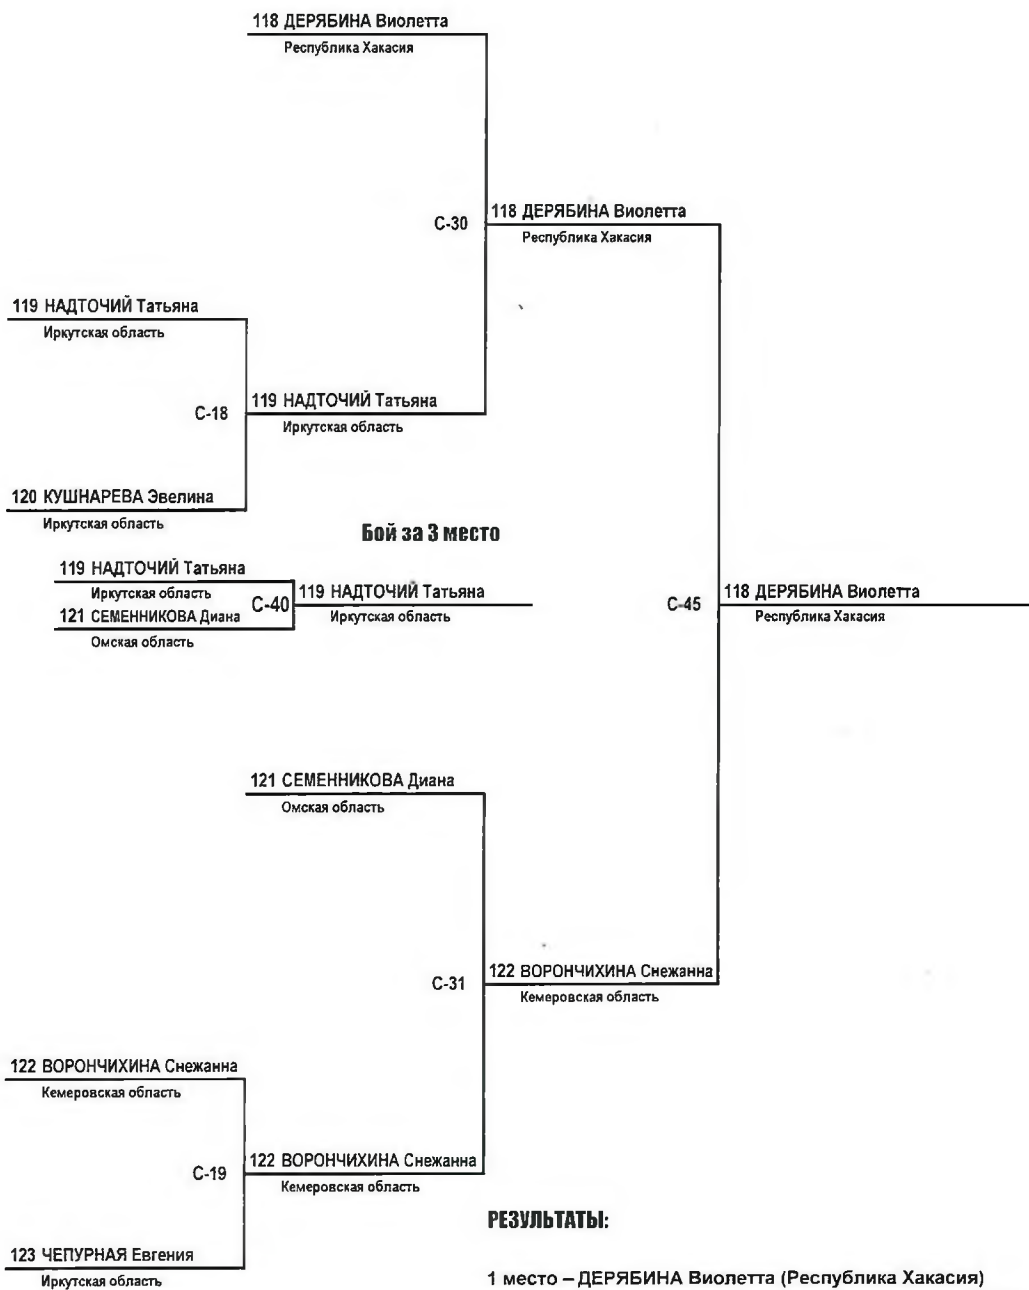 118 ДЕРЯБИНА Виолетта
Республика Хакасия
С-30
118 ДЕРЯБИНА Виолетта
Республика Хакасия
119 НАДТОЧИЙ Татьяна
Иркутская область
С-18
119 НАДТОЧИЙ Татьяна
Иркутская область
120 КУШНАРЕВА Эвелина
Иркутская область
Бой за 3 место
119 НАДТОЧИЙ Татьяна
Иркутская область
121 СЕМЕННИКОВА Диана
Омская область
С-40
119 НАДТОЧИЙ Татьяна
Иркутская область
С-45
118 ДЕРЯБИНА Виолетта
Республика Хакасия
121 СЕМЕННИКОВА Диана
Омская область
С-31
122 ВОРОНЧИХИНА Снежанна
Кемеровская область
122 ВОРОНЧИХИНА Снежанна
Кемеровская область
С-19
122 ВОРОНЧИХИНА Снежанна
Кемеровская область
123 ЧЕПУРНАЯ Евгения
Иркутская область
РЕЗУЛЬТАТЫ:
1 место – ДЕРЯБИНА Виолетта (Республика Хакасия)